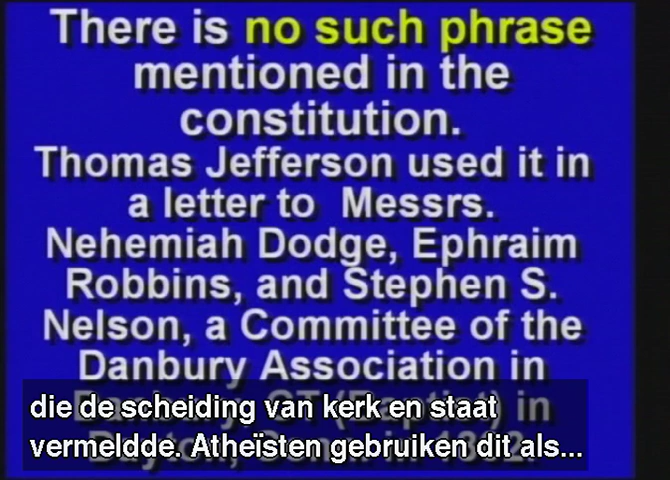 There is no such phrase
mentioned in the
constitution.
Thomas Jefferson used it in
a letter to Messrs.
Nehemiah Dodge, Ephraim
Robbins, and Stephen S.
Nelson, a Committee of the
Danbury Association in
in
die de scheiding van kerk en staat
vermeldde. Atheïsten gebruiken dit als...